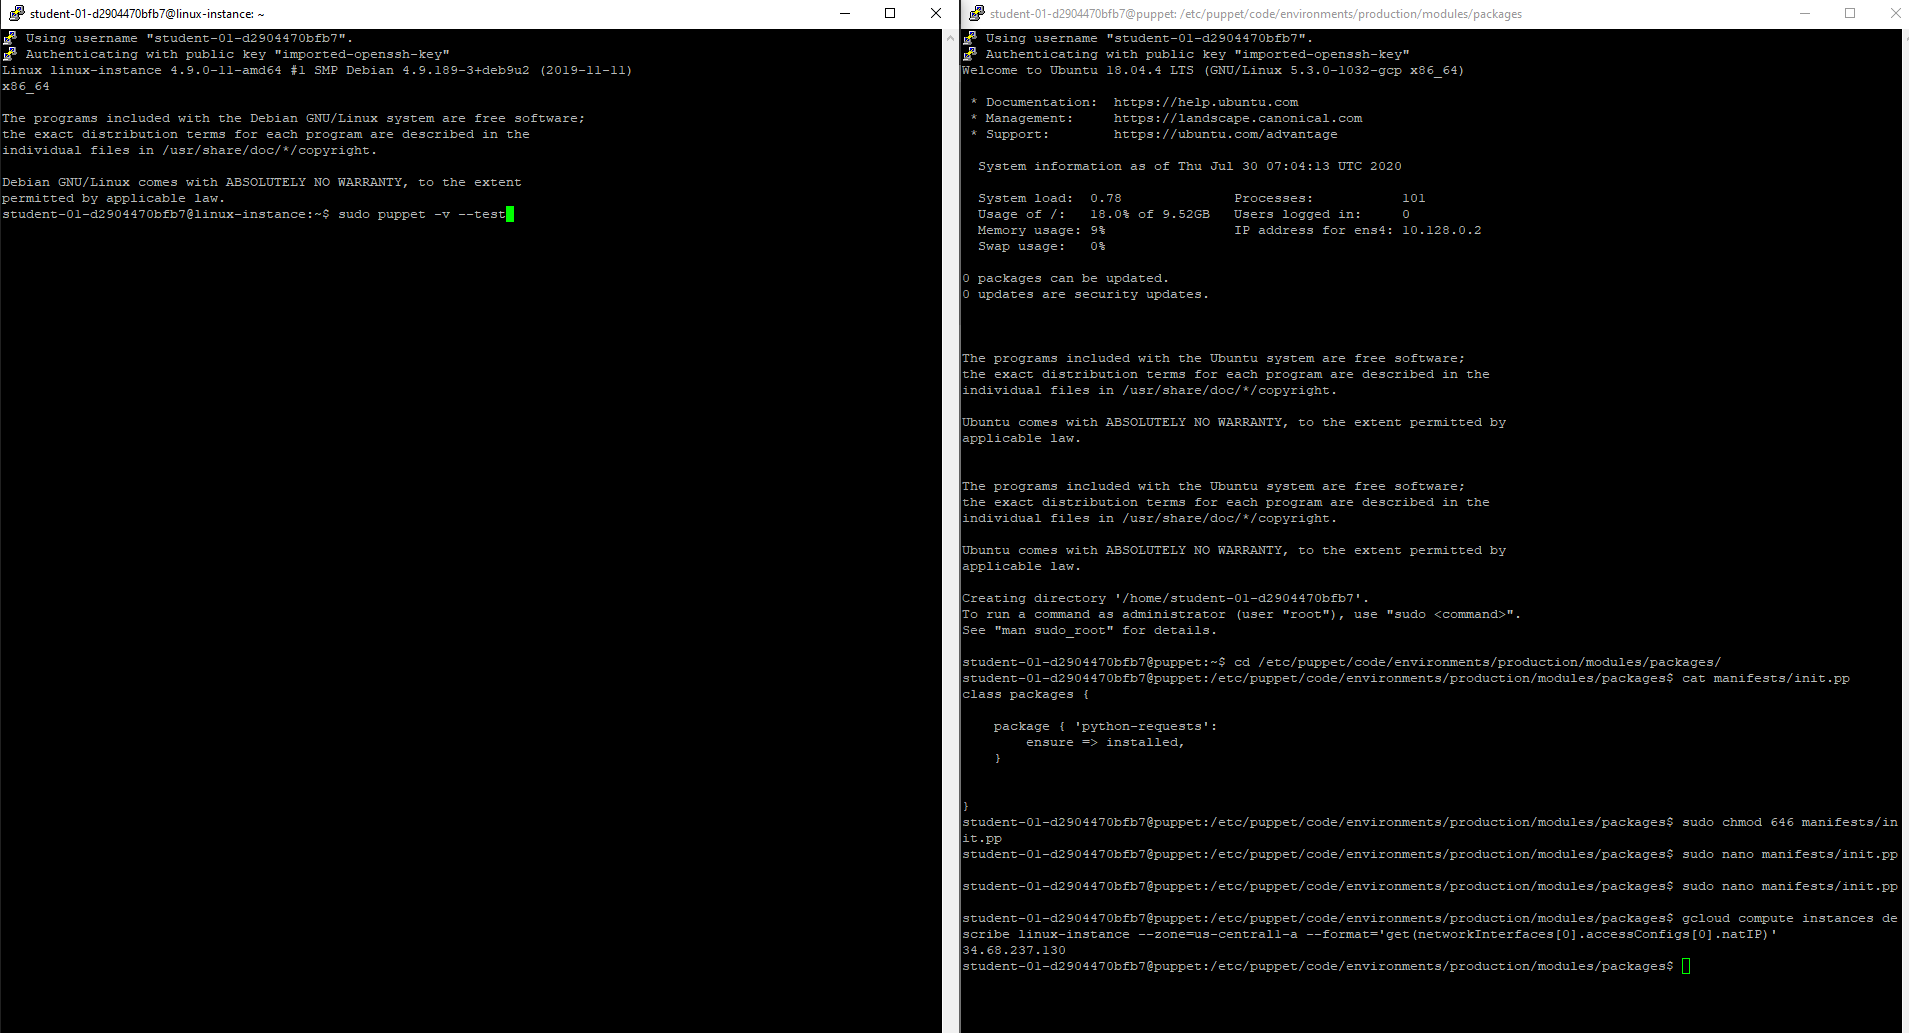 student-01-d2904470bfb7@linux-instance: ~
Using username "student-01-d2904470bfb7".
Authenticating with public key "imported-openssh-key"
Linux linux-instance 4.9.0-11-amd64 #1 SMP Debian 4.9.189-3+deb9u2 (2019-11-11)
x86_64
The programs included with the Debian GNU/Linux system are free software;
the exact distribution terms for each program are described in the
individual files in /usr/share/doc/*/copyright.
Debian GNU/Linux comes with ABSOLUTELY NO WARRANTY, to the extent
permitted by applicable law.
student-01-d2904470bfb7@linux-instance:~$ sudo puppet -v --test
student-01-d2904470bfb7@puppet: /etc/puppet/code/environments/production/modules/packages
Using username "student-01-d2904470bfb7".
Authenticating with public key "imported-openssh-key"
Welcome to Ubuntu 18.04.4 LTS (GNU/Linux 5.3.0-1032-gcp x86_64)
* Documentation:  https://help.ubuntu.com
* Management:     https://landscape.canonical.com
* Support:        https://ubuntu.com/advantage
System information as of Thu Jul 30 07:04:13 UTC 2020
System load:  0.78              Processes:           101
Usage of /:   18.0% of 9.52GB   Users logged in:     0
Memory usage: 9%                IP address for ens4: 10.128.0.2
Swap usage:   0%
0 packages can be updated.
0 updates are security updates.
The programs included with the Ubuntu system are free software;
the exact distribution terms for each program are described in the
individual files in /usr/share/doc/*/copyright.
Ubuntu comes with ABSOLUTELY NO WARRANTY, to the extent permitted by
applicable law.
The programs included with the Ubuntu system are free software;
the exact distribution terms for each program are described in the
individual files in /usr/share/doc/*/copyright.
Ubuntu comes with ABSOLUTELY NO WARRANTY, to the extent permitted by
applicable law.
Creating directory '/home/student-01-d2904470bfb7'.
To run a command as administrator (user "root"), use "sudo <command>".
See "man sudo_root" for details.
student-01-d2904470bfb7@puppet:~$ cd /etc/puppet/code/environments/production/modules/packages/
student-01-d2904470bfb7@puppet:/etc/puppet/code/environments/production/modules/packages$ cat manifests/init.pp
class packages {
package { 'python-requests':
ensure => installed,
}
}
student-01-d2904470bfb7@puppet:/etc/puppet/code/environments/production/modules/packages$ sudo chmod 646 manifests/in
it.pp
student-01-d2904470bfb7@puppet:/etc/puppet/code/environments/production/modules/packages$ sudo nano manifests/init.pp
student-01-d2904470bfb7@puppet:/etc/puppet/code/environments/production/modules/packages$ sudo nano manifests/init.pp
student-01-d2904470bfb7@puppet:/etc/puppet/code/environments/production/modules/packages$ gcloud compute instances de
scribe linux-instance --zone=us-central1-a --format='get(networkInterfaces[0].accessConfigs[0].natIP)'
34.68.237.130
student-01-d2904470bfb7@puppet:/etc/puppet/code/environments/production/modules/packages$